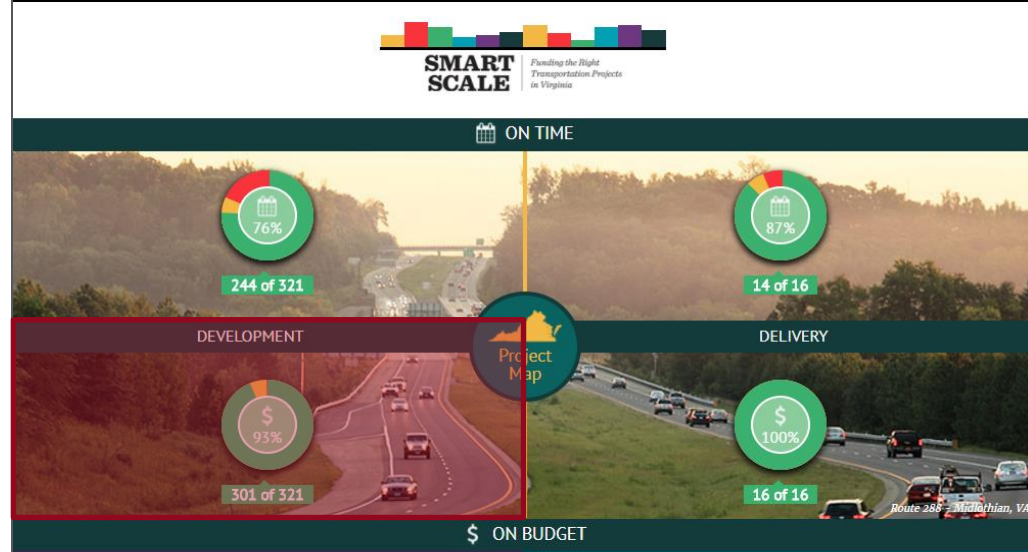 SMART
SCALE
Funding the Right
Transportation Projects
in Virginia
ON TIME
76%
87%
244 of 321
14 of 16
DEVELOPMENT
DELIVERY
Project
Map
$
93%
$
100%
301 of 321
16 of 16
Route 288 - Midlothian, VA
$ ON BUDGET